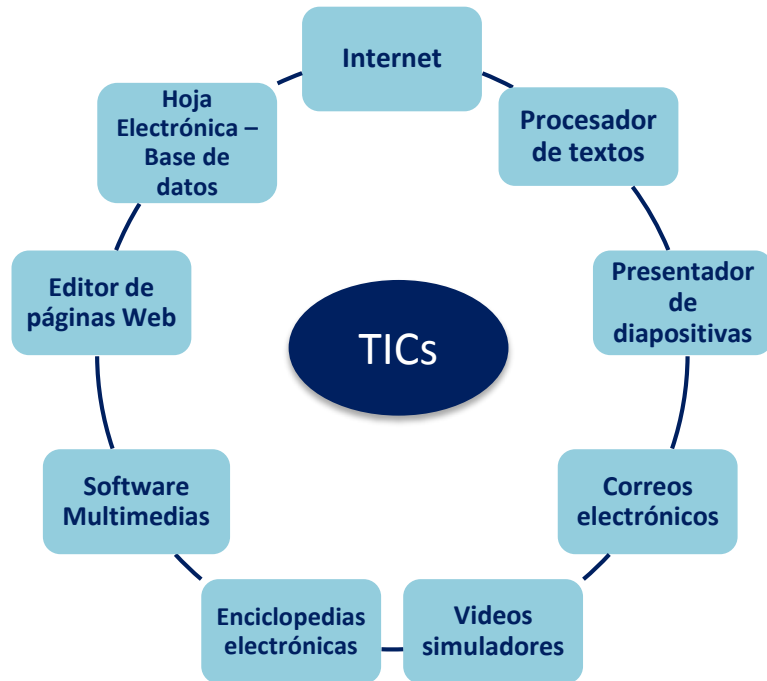 Internet
Procesador
de textos
Presentador
de
diapositivas
Correos
electrónicos
Videos
simuladores
Enciclopedias
electrónicas
Software
Multimedias
Editor de
páginas Web
Hoja
Electrónica –
Base de
datos
TICs